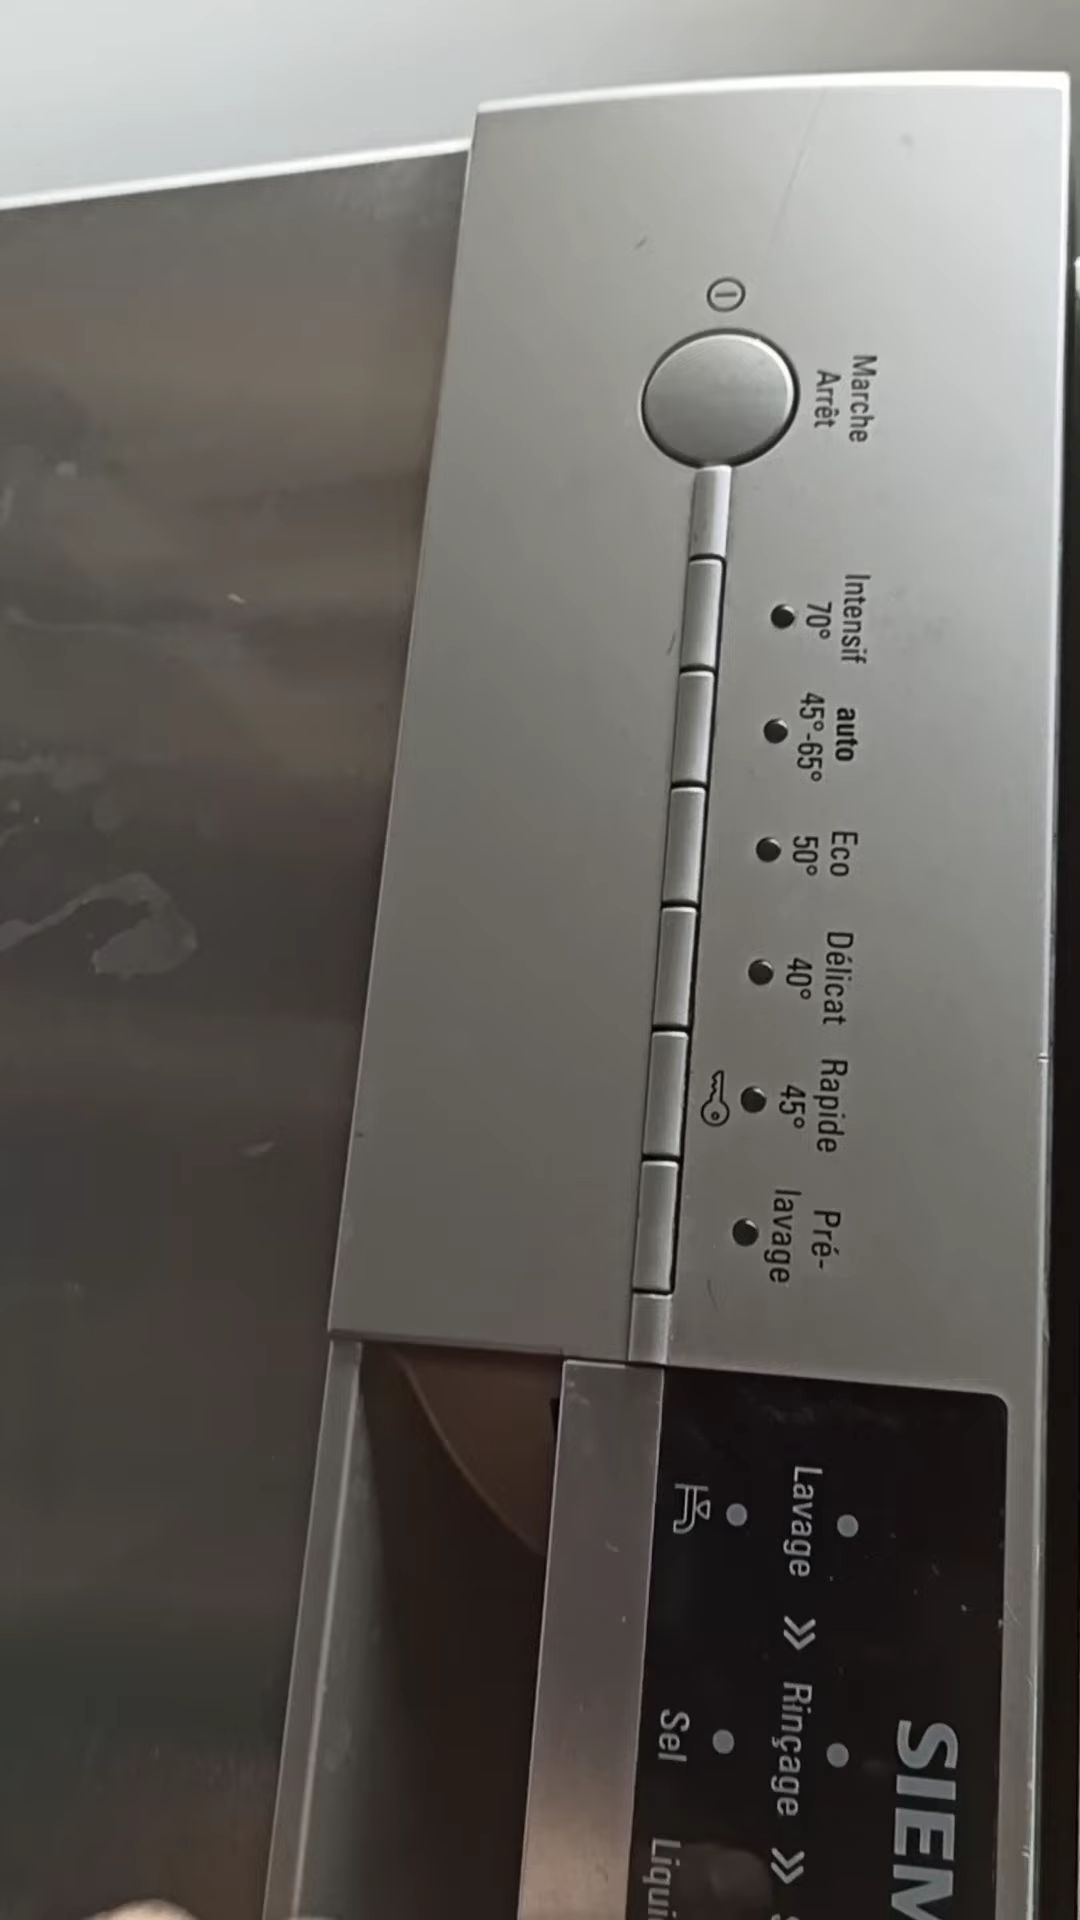 Marche
Arrêt
Intensif
70°
auto
45°-65°
Eco
50°
Délicat
40°
Rapide
45°
Pré-
lavage
SIEM
Lavage » Rinçage »
Sel
Liqui